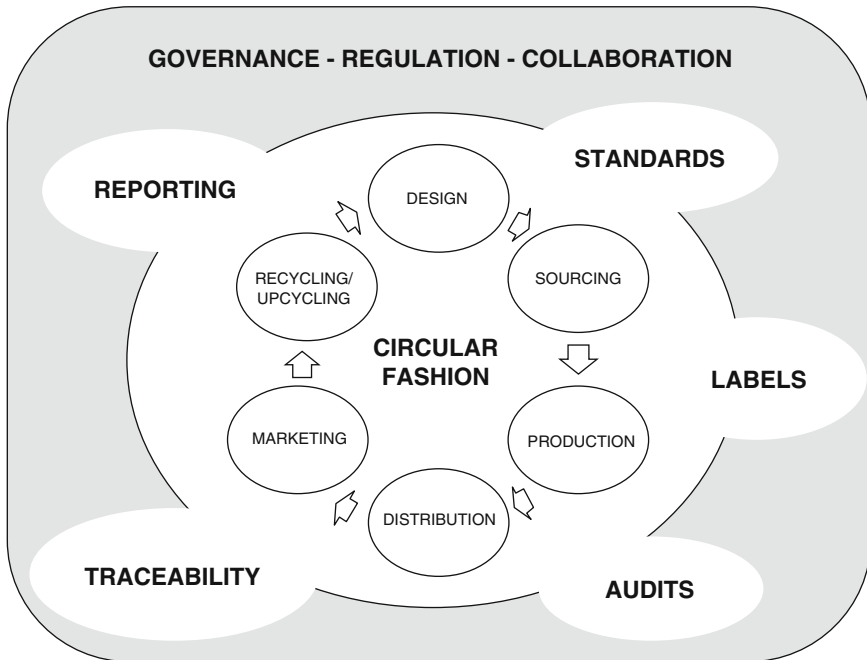 GOVERNANCE - REGULATION - COLLABORATION
STANDARDS
REPORTING
DESIGN
RECYCLING/
UPCYCLING
SOURCING
CIRCULAR
FASHION
LABELS
MARKETING
PRODUCTION
DISTRIBUTION
TRACEABILITY
AUDITS